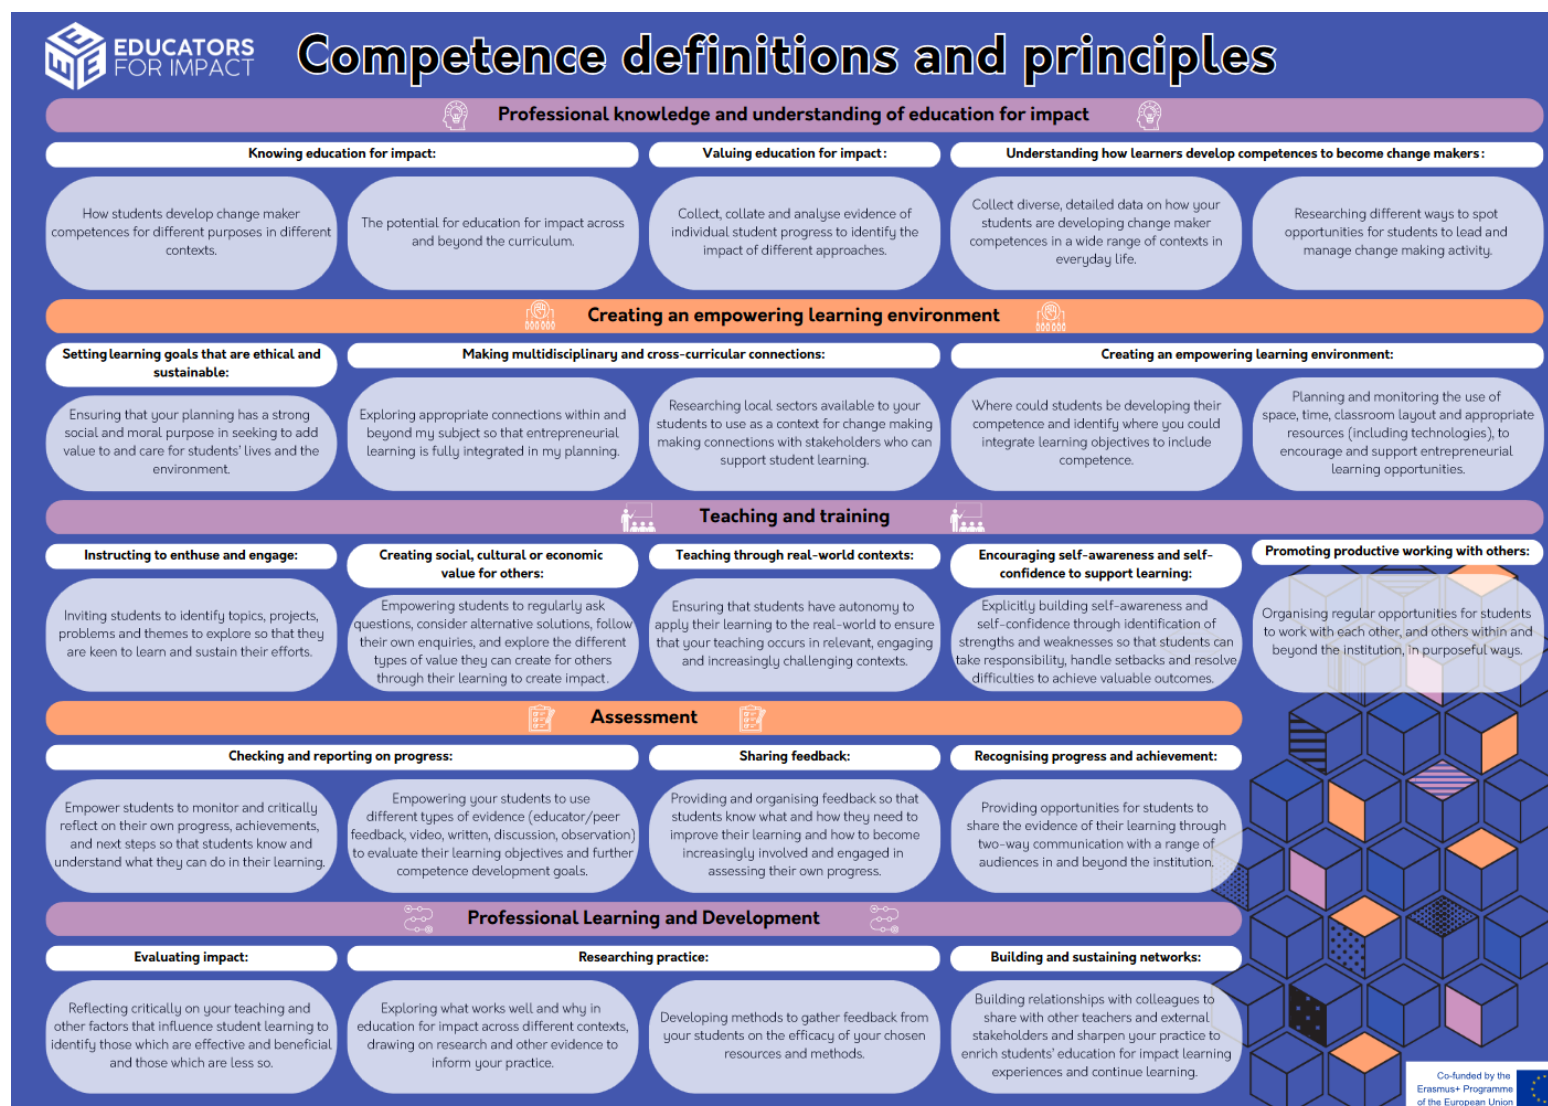 EDUCATORS
FOR IMPACT
Competence definitions and principles
Professional knowledge and understanding of education for impact
Knowing education for impact:
How students develop change maker
competences for different purposes in different
contexts.
The potential for education for impact across
and beyond the curriculum.
Valuing education for impact:
Collect, collate and analyse evidence of
individual student progress to identify the
impact of different approaches.
Understanding how learners develop competences to become change makers:
Collect diverse, detailed data on how your
students are developing change maker
competences in a wide range of contexts in
everyday life.
Researching different ways to spot
opportunities for students to lead and
manage change making activity.
Creating an empowering learning environment
Setting learning goals that are ethical and
sustainable:
Ensuring that your planning has a strong
social and moral purpose in seeking to add
value to and care for students' lives and the
environment.
Making multidisciplinary and cross-curricular connections:
Exploring appropriate connections within and
beyond my subject so that entrepreneurial
learning is fully integrated in my planning.
Researching local sectors available to your
students to use as a context for change making
making connections with stakeholders who can
support student learning.
Creating an empowering learning environment:
Where could students be developing their
competence and identify where you could
integrate learning objectives to include
competence.
Planning and monitoring the use of
space, time, classroom layout and appropriate
resources (including technologies), to
encourage and support entrepreneurial
learning opportunities.
Teaching and training
Instructing to enthuse and engage:
Inviting students to identify topics, projects,
problems and themes to explore so that they
are keen to learn and sustain their efforts.
Creating social, cultural or economic
value for others:
Empowering students to regularly ask
questions, consider alternative solutions, follow
their own enquiries, and explore the different
types of value they can create for others
through their learning to create impact.
Teaching through real-world contexts:
Ensuring that students have autonomy to
apply their learning to the real-world to ensure
that your teaching occurs in relevant, engaging
and increasingly challenging contexts.
Encouraging self-awareness and self-
confidence to support learning:
Explicitly building self-awareness and
self-confidence through identification of
strengths and weaknesses so that students can
take responsibility, handle setbacks and resolve
difficulties to achieve valuable outcomes.
Promoting productive working with others:
Organising regular opportunities for students
to work with each other, and others within and
beyond the institution, in purposeful ways.
Assessment
Checking and reporting on progress:
Empower students to monitor and critically
reflect on their own progress, achievements,
and next steps so that students know and
understand what they can do in their learning.
Empowering your students to use
different types of evidence (educator/peer
feedback, video, written, discussion, observation)
to evaluate their learning objectives and further
competence development goals.
Sharing feedback:
Providing and organising feedback so that
students know what and how they need to
improve their learning and how to become
increasingly involved and engaged in
assessing their own progress.
Recognising progress and achievement:
Providing opportunities for students to
share the evidence of their learning through
two-way communication with a range of
audiences in and beyond the institution.
Professional Learning and Development
Evaluating impact:
Reflecting critically on your teaching and
other factors that influence student learning to
identify those which are effective and beneficial
and those which are less so.
Researching practice:
Exploring what works well and why in
education for impact across different contexts,
drawing on research and other evidence to
inform your practice.
Developing methods to gather feedback from
your students on the efficacy of your chosen
resources and methods.
Building and sustaining networks:
Building relationships with colleagues to
share with other teachers and external
stakeholders and sharpen your practice to
enrich students' education for impact learning
experiences and continue learning.
Co-funded by the
Erasmus+ Programme
of the European Union